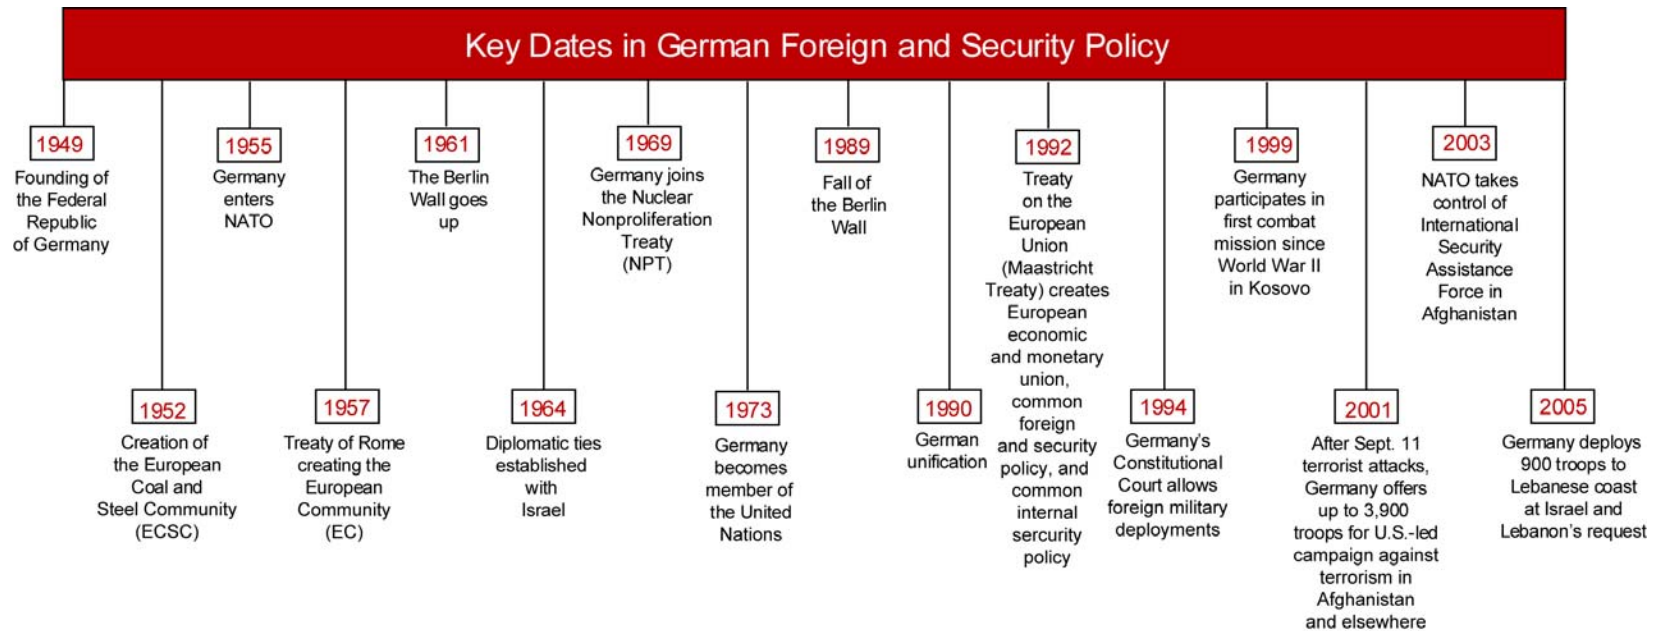 Key Dates in German Foreign and Security Policy
1949
Founding of
the Federal
Republic
of Germany
1952
Creation of
the European
Coal and
Steel Community
(ECSC)
1955
Germany
enters
NATO
1957
Treaty of Rome
creating the
European
Community
(EC)
1961
The Berlin
Wall goes
up
1964
Diplomatic ties
established
with
Israel
1969
Germany joins
the Nuclear
Nonproliferation
Treaty
(NPT)
1973
Germany
becomes
member of
the United
Nations
1989
Fall of
the Berlin
Wall
1990
German
unification
1992
Treaty
on the
European
Union
(Maastricht
Treaty) creates
European
economic
and monetary
union,
common
foreign
and security
policy, and
common
internal
sercurity
policy
1994
Germany's
Constitutional
Court allows
foreign military
deployments
1999
Germany
participates in
first combat
mission since
World War II
in Kosovo
2001
After Sept. 11
terrorist attacks,
Germany offers
up to 3,900
troops for U.S.-led
campaign against
terrorism in
Afghanistan
and elsewhere
2003
NATO takes
control of
International
Security
Assistance
Force in
Afghanistan
2005
Germany deploys
900 troops to
Lebanese coast
at Israel and
Lebanon's request